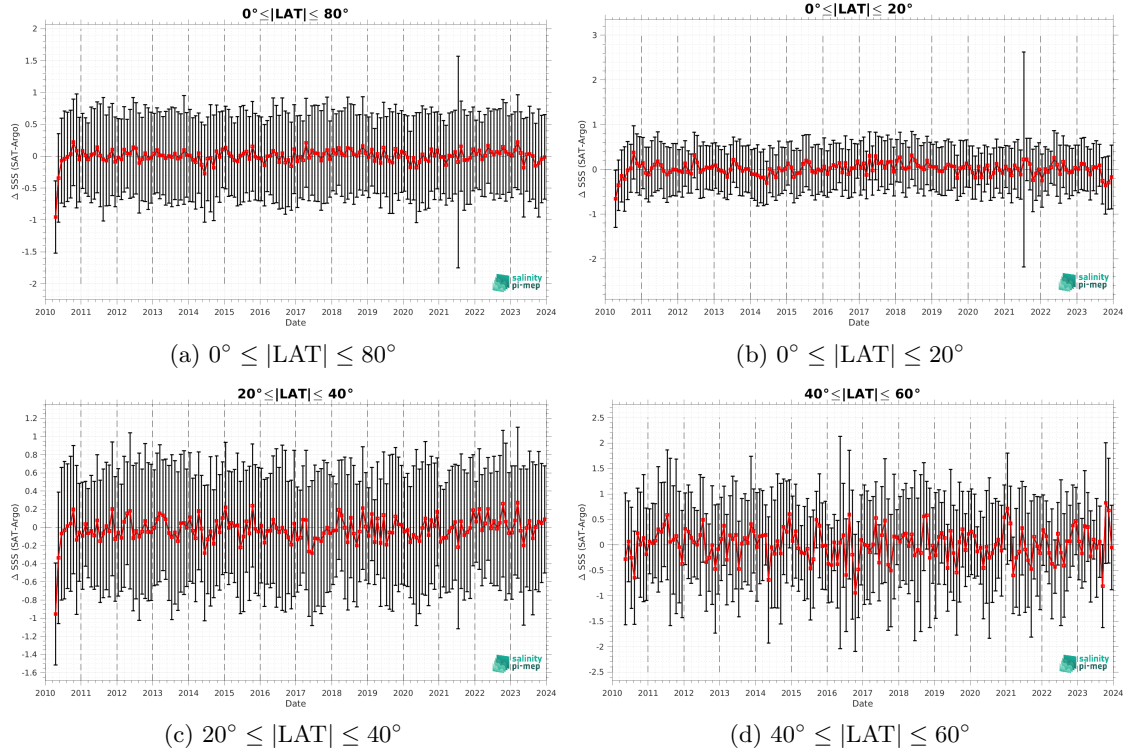 0°≤|LAT|≤ 80°
Δ SSS (SAT-Argo)
2
1.5
1
0.5
0
-0.5
-1
-1.5
-2
salinity
pi-mep
2010 2011 2012 2013 2014 2015 2016 2017 2018 2019 2020 2021 2022 2023 2024
Date
(a) 0° ≤ |LAT| ≤ 80°
0°≤|LAT|≤ 20°
Δ SSS (SAT-Argo)
3
2
1
0
-1
-2
salinity
pi-mep
2010 2011 2012 2013 2014 2015 2016 2017 2018 2019 2020 2021 2022 2023 2024
Date
(b) 0° ≤ |LAT| ≤ 20°
20°≤|LAT|≤ 40°
Δ SSS (SAT-Argo)
1.2
1
0.8
0.6
0.4
0.2
0
-0.2
-0.4
-0.6
-0.8
-1
-1.2
-1.4
-1.6
salinity
pi-mep
2010 2011 2012 2013 2014 2015 2016 2017 2018 2019 2020 2021 2022 2023 2024
Date
(c) 20° ≤ |LAT| ≤ 40°
40°≤|LAT|≤ 60°
Δ SSS (SAT-Argo)
2.5
2
1.5
1
0.5
0
-0.5
-1
-1.5
-2
-2.5
salinity
pi-mep
2010 2011 2012 2013 2014 2015 2016 2017 2018 2019 2020 2021 2022 2023 2024
Date
(d) 40° ≤ |LAT| ≤ 60°